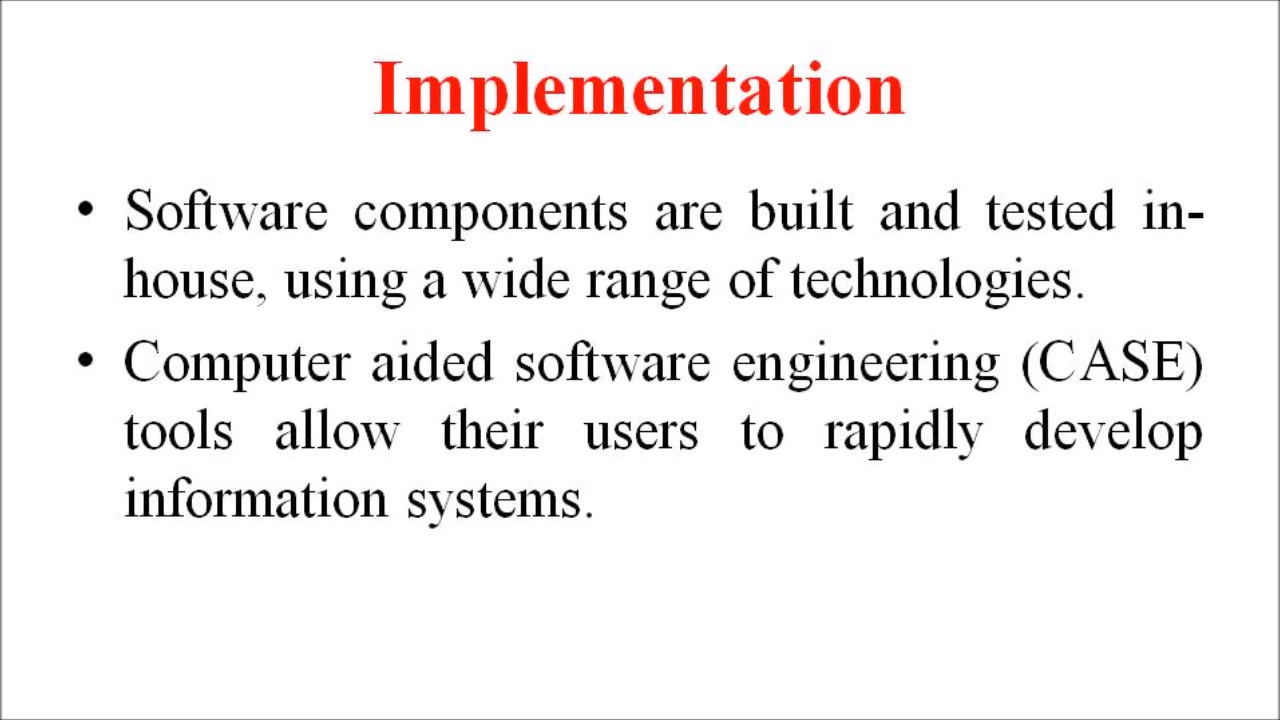 Implementation
• Software components are built and tested in-
house, using a wide range of technologies.
• Computer aided software engineering (CASE)
tools allow their users to rapidly develop
information systems.